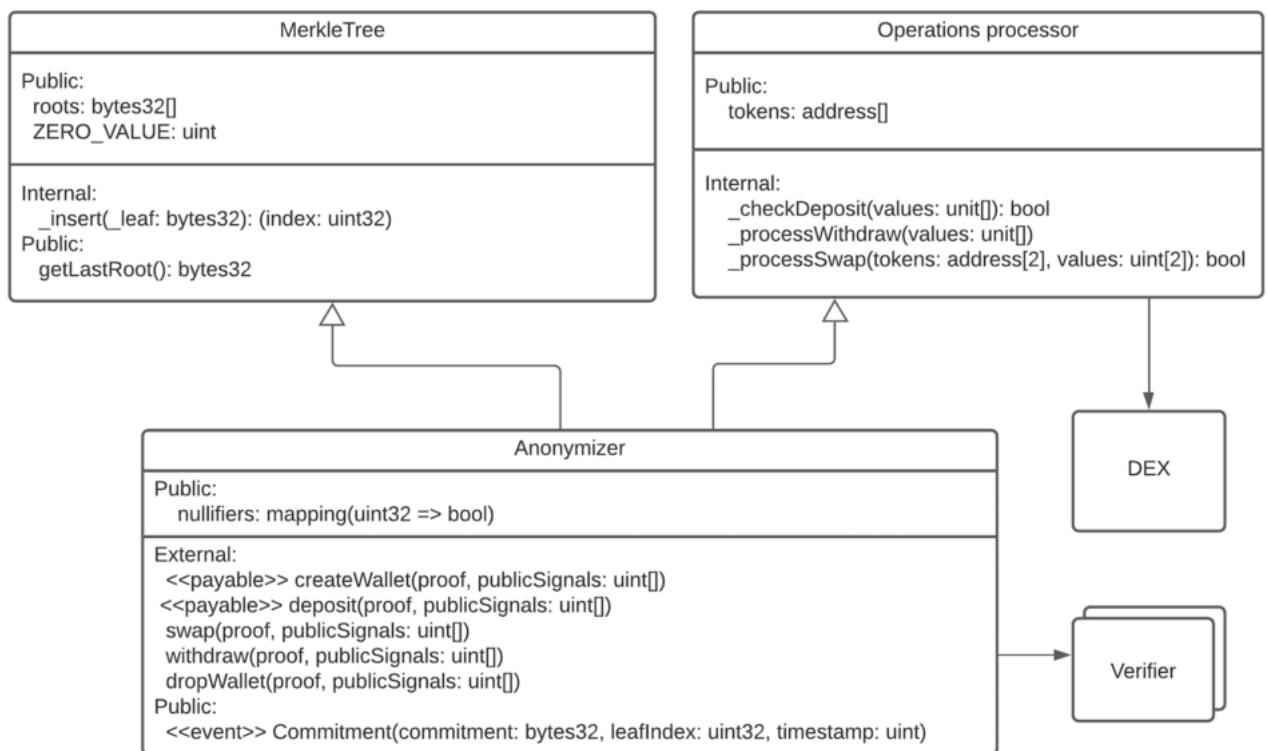 MerkleTree
Public:
roots: bytes32[]
ZERO_VALUE: uint
Internal:
_insert(_leaf: bytes32): (index: uint32)
Public:
getLastRoot(): bytes32
Operations processor
Public:
tokens: address[]
Internal:
_checkDeposit(values: unit[]): bool
_processWithdraw(values: unit[])
_processSwap(tokens: address[2], values: uint[2]): bool
Anonymizer
Public:
nullifiers: mapping(uint32 => bool)
External:
<<payable>> createWallet(proof, publicSignals: uint[])
<<payable>> deposit(proof, publicSignals: uint[])
swap(proof, publicSignals: uint[])
withdraw(proof, publicSignals: uint[])
dropWallet(proof, publicSignals: uint[])
Public:
<<event>> Commitment(commitment: bytes32, leafIndex: uint32, timestamp: uint)
DEX
Verifier